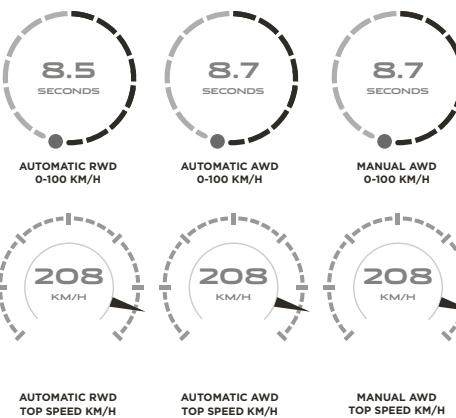 8.5
SECONDS
AUTOMATIC RWD
0-100 KM/H
8.7
SECONDS
AUTOMATIC AWD
0-100 KM/H
8.7
SECONDS
MANUAL AWD
0-100 KM/H
208
KM/H
AUTOMATIC RWD
TOP SPEED KM/H
208
KM/H
AUTOMATIC AWD
TOP SPEED KM/H
208
KM/H
MANUAL AWD
TOP SPEED KM/H